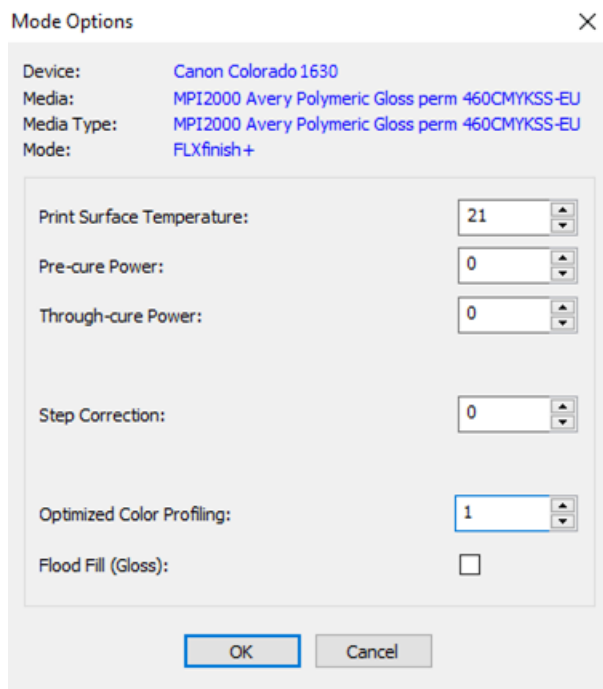 Mode Options
Device: Canon Colorado 1630
Media: MPI2000 Avery Polymeric Gloss perm 460CMYKSS-EU
Media Type: MPI2000 Avery Polymeric Gloss perm 460CMYKSS-EU
Mode: FLXfinish+
Print Surface Temperature: 21
Pre-cure Power: 0
Through-cure Power: 0
Step Correction: 0
Optimized Color Profiling: 1
Flood Fill (Gloss):
OK Cancel